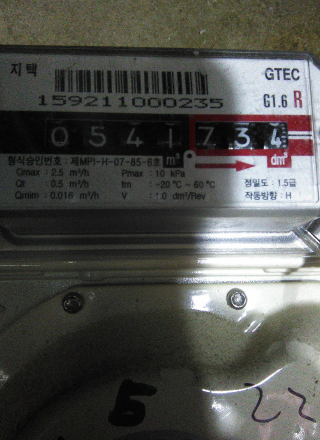 지택
GTEC
159211000235
G1.6 R
0541734
형식승인번호 : 제MPI-H-07-85-6호 m³ dm³
Qmax : 2.5 m³/h Pmax : 10 kPa
Qt : 0.5 m³/h tm : -20 °C ~ 60 °C 정밀도 : 1.5급
Qmin : 0.016 m³/h V : 1.0 dm³/Rev 작동방향 : H
5 22